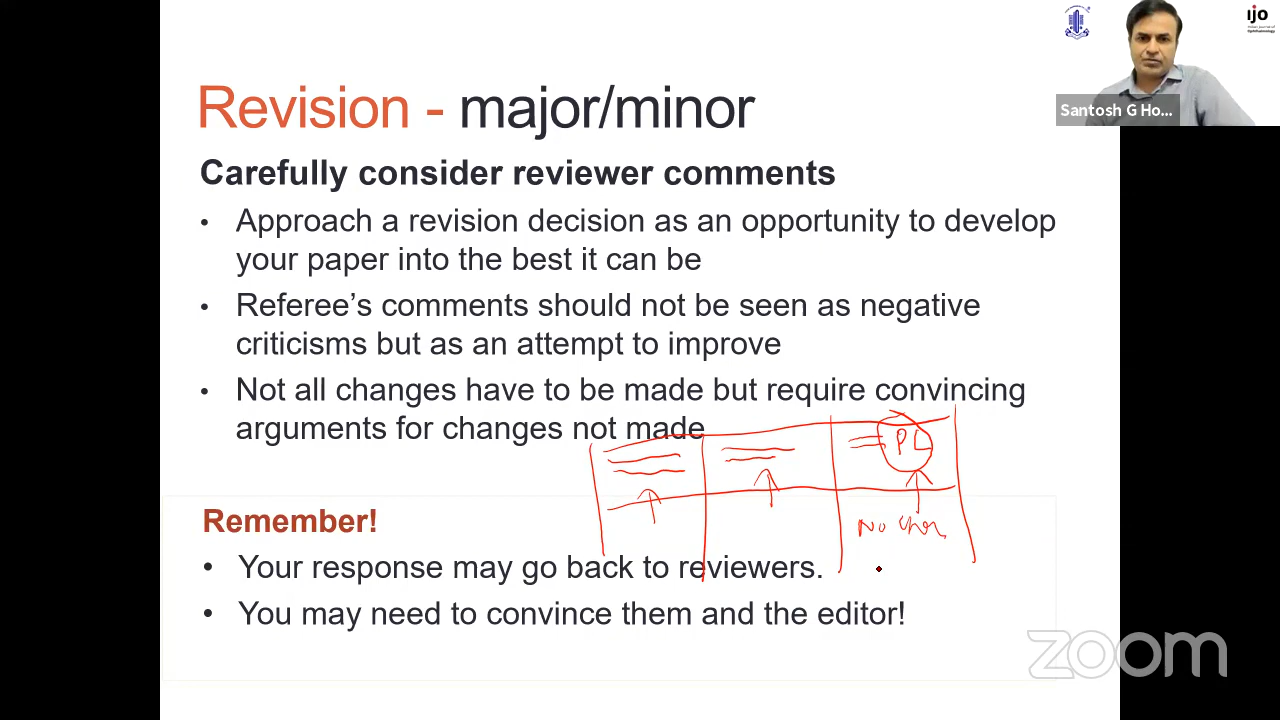 ijo
Indian Journal of
Ophthalmology
Santosh G Ho...
Revision - major/minor
Carefully consider reviewer comments
• Approach a revision decision as an opportunity to develop
your paper into the best it can be
• Referee’s comments should not be seen as negative
criticisms but as an attempt to improve
• Not all changes have to be made but require convincing
arguments for changes not made
PL
No
Remember!
• Your response may go back to reviewers.
• You may need to convince them and the editor!
zoom